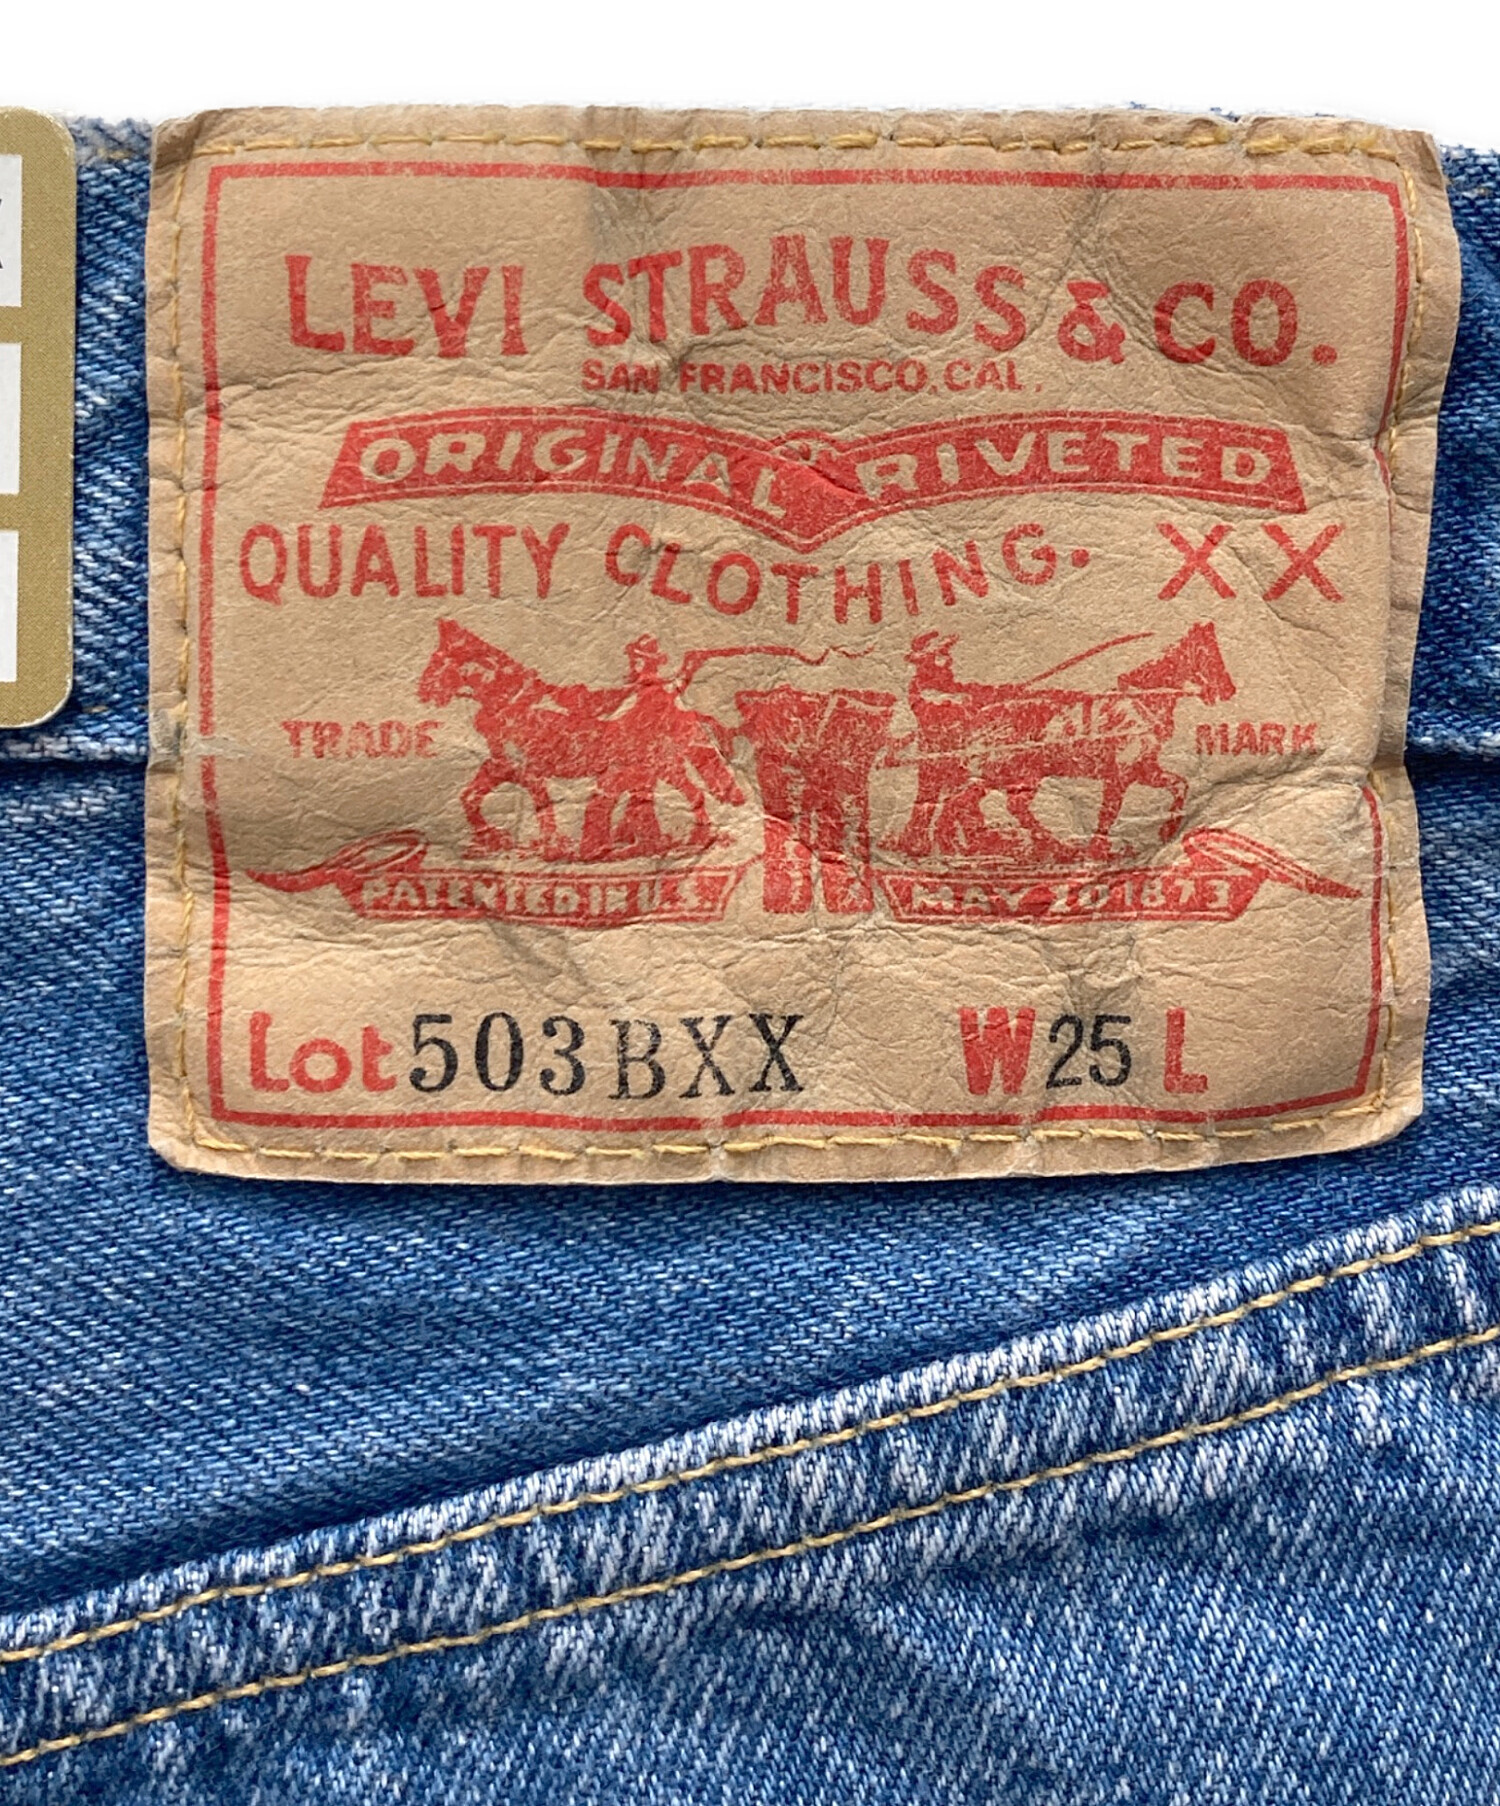 LEVI STRAUSS & CO.
SAN FRANCISCO, CAL.
ORIGINAL RIVETED
QUALITY CLOTHING. XX
TRADE MARK
PATENTED IN U.S. MAY 20 1873
Lot 503BXX W 25 L